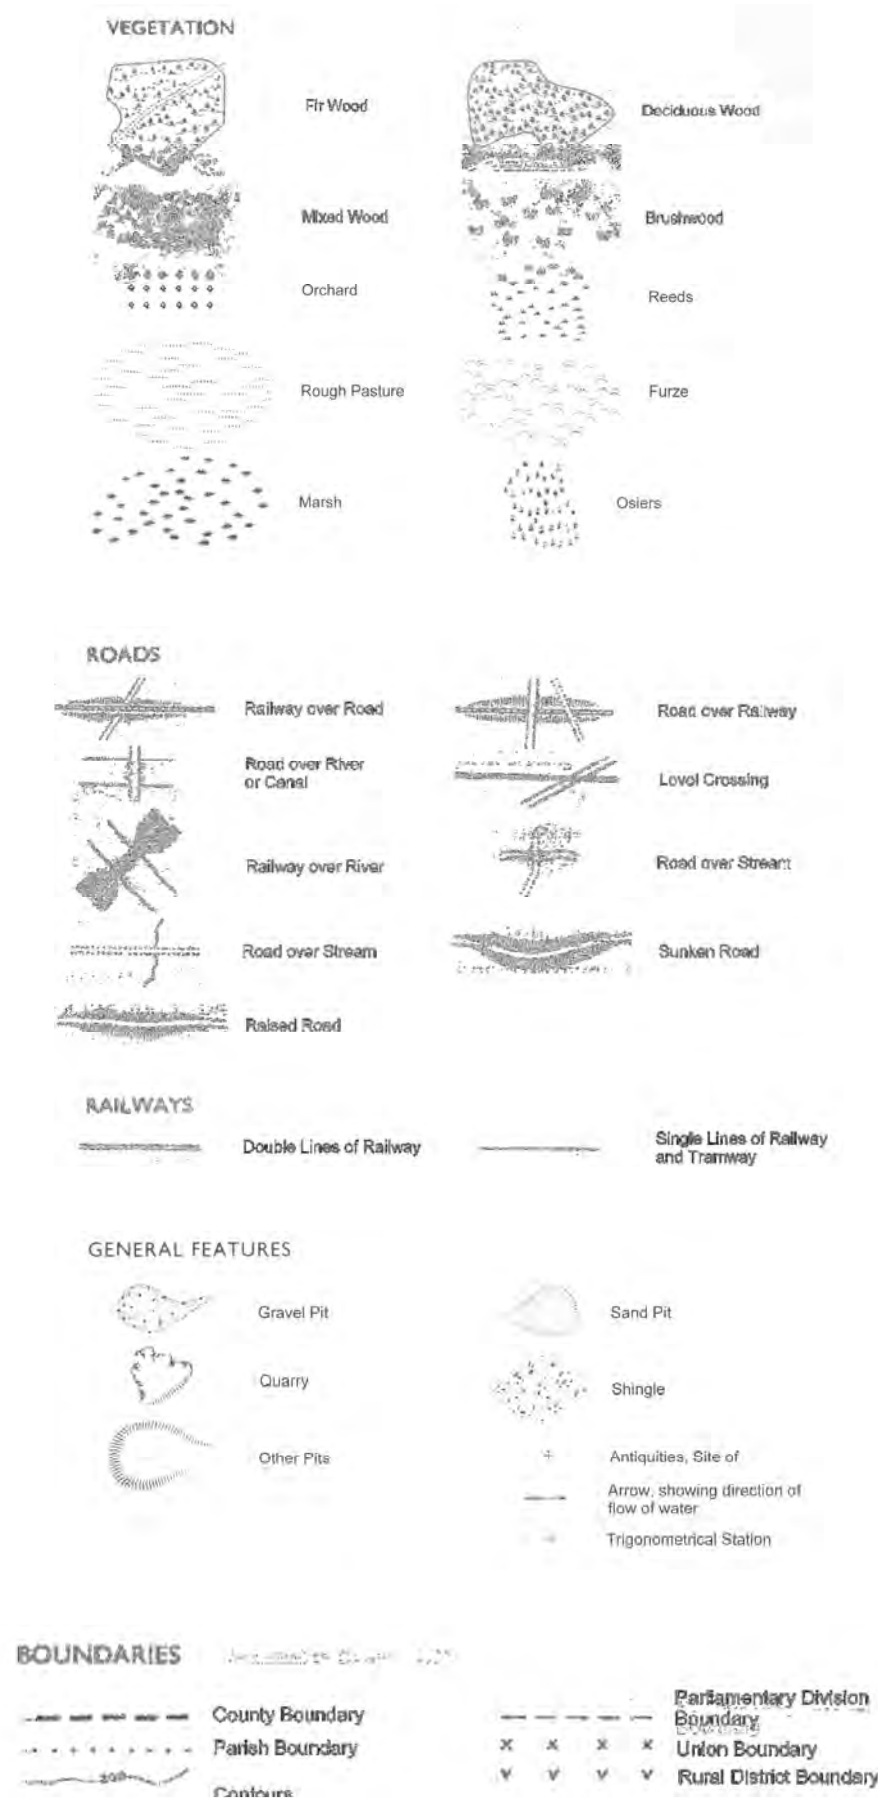 VEGETATION
Fir Wood
Deciduous Wood
Mixed Wood
Brushwood
Orchard
Reeds
Rough Pasture
Furze
Marsh
Osiers
ROADS
Railway over Road
Road over Railway
Road over River
or Canal
Level Crossing
Railway over River
Road over Stream
Road over Stream
Sunken Road
Raised Road
RAILWAYS
Double Lines of Railway
Single Lines of Railway
and Tramway
GENERAL FEATURES
Gravel Pit
Sand Pit
Quarry
Shingle
Other Pits
Antiquities, Site of
Arrow, showing direction of
flow of water
Trigonometrical Station
BOUNDARIES
County Boundary
Parliamentary Division
Boundary
Parish Boundary
Union Boundary
200
Contours
Rural District Boundary